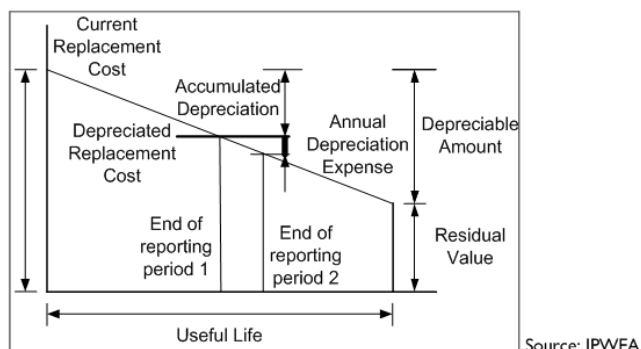 Current
Replacement
Cost
Accumulated
Depreciation
Depreciated
Replacement
Cost
Annual
Depreciation
Expense
Depreciable
Amount
End of
reporting
period 1
End of
reporting
period 2
Residual
Value
Useful Life
Source: IPWEA